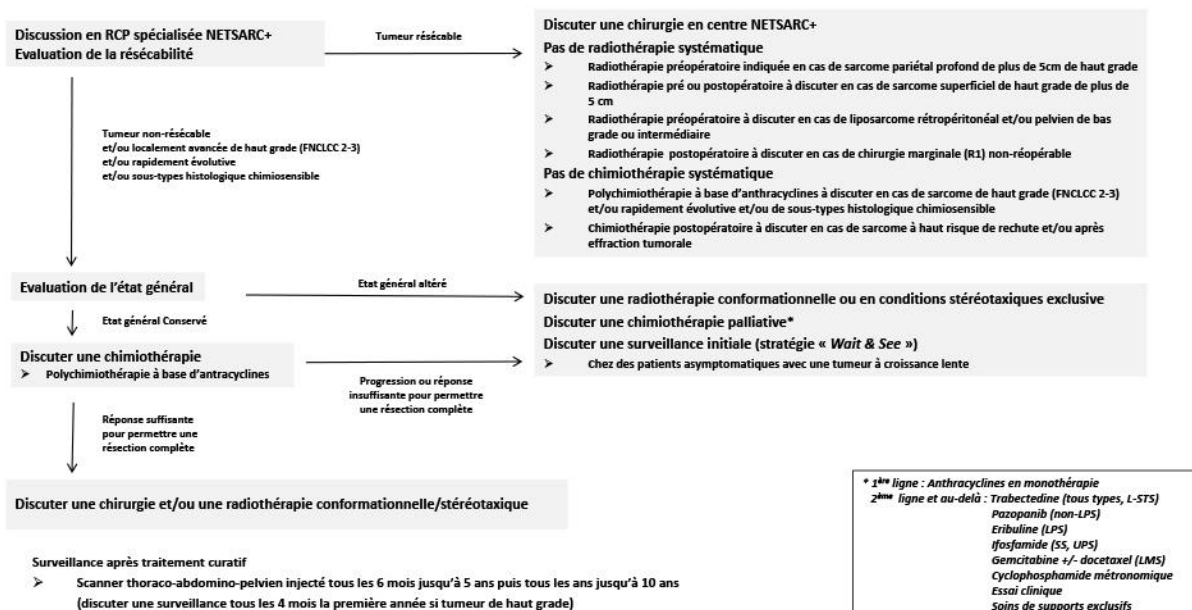 Discussion en RCP spécialisée NETSARC+
Evaluation de la résécabilité
Tumeur résécable
Discuter une chirurgie en centre NETSARC+
Pas de radiothérapie systématique
➢ Radiothérapie préopératoire indiquée en cas de sarcome pariétal profond de plus de 5cm de haut grade
➢ Radiothérapie pré ou postopératoire à discuter en cas de sarcome superficiel de haut grade de plus de
5 cm
➢ Radiothérapie préopératoire à discuter en cas de liposarcome rétropéritonéal et/ou pelvien de bas
grade ou intermédiaire
➢ Radiothérapie postopératoire à discuter en cas de chirurgie marginale (R1) non-réopérable
Pas de chimiothérapie systématique
➢ Polychimiothérapie à base d'anthracyclines à discuter en cas de sarcome de haut grade (FNCLCC 2-3)
et/ou rapidement évolutive et/ou de sous-types histologique chimiosensible
➢ Chimiothérapie postopératoire à discuter en cas de sarcome à haut risque de rechute et/ou après
effraction tumorale
Tumeur non-résécable
et/ou localement avancée de haut grade (FNCLCC 2-3)
et/ou rapidement évolutive
et/ou sous-types histologique chimiosensible
Evaluation de l'état général
Etat général altéré
Discuter une radiothérapie conformationnelle ou en conditions stéréotaxiques exclusive
Discuter une chimiothérapie palliative*
Discuter une surveillance initiale (stratégie « Wait & See »)
➢ Chez des patients asymptomatiques avec une tumeur à croissance lente
Etat général Conservé
Discuter une chimiothérapie
➢ Polychimiothérapie à base d'antracyclines
Progression ou réponse
insuffisante pour permettre
une résection complète
Réponse suffisante
pour permettre une
résection complète
Discuter une chirurgie et/ou une radiothérapie conformationnelle/stéréotaxique
Surveillance après traitement curatif
➢ Scanner thoraco-abdomino-pelvien injecté tous les 6 mois jusqu'à 5 ans puis tous les ans jusqu'à 10 ans
(discuter une surveillance tous les 4 mois la première année si tumeur de haut grade)
* 1ère ligne : Anthracyclines en monothérapie
2ème ligne et au-delà : Trabectedine (tous types, L-STS)
Pazopanib (non-LPS)
Eribuline (LPS)
Ifosfamide (SS, UPS)
Gemcitabine +/- docetaxel (LMS)
Cyclophosphamide métronomique
Essai clinique
Soins de supports exclusifs